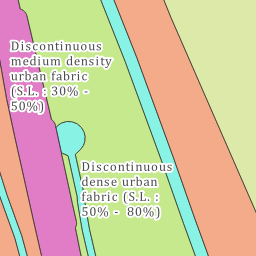 Discontinuous
medium density
urban fabric
(S.L. : 30% -
50%)
Discontinuous
dense urban
fabric (S.L. :
50% -  80%)